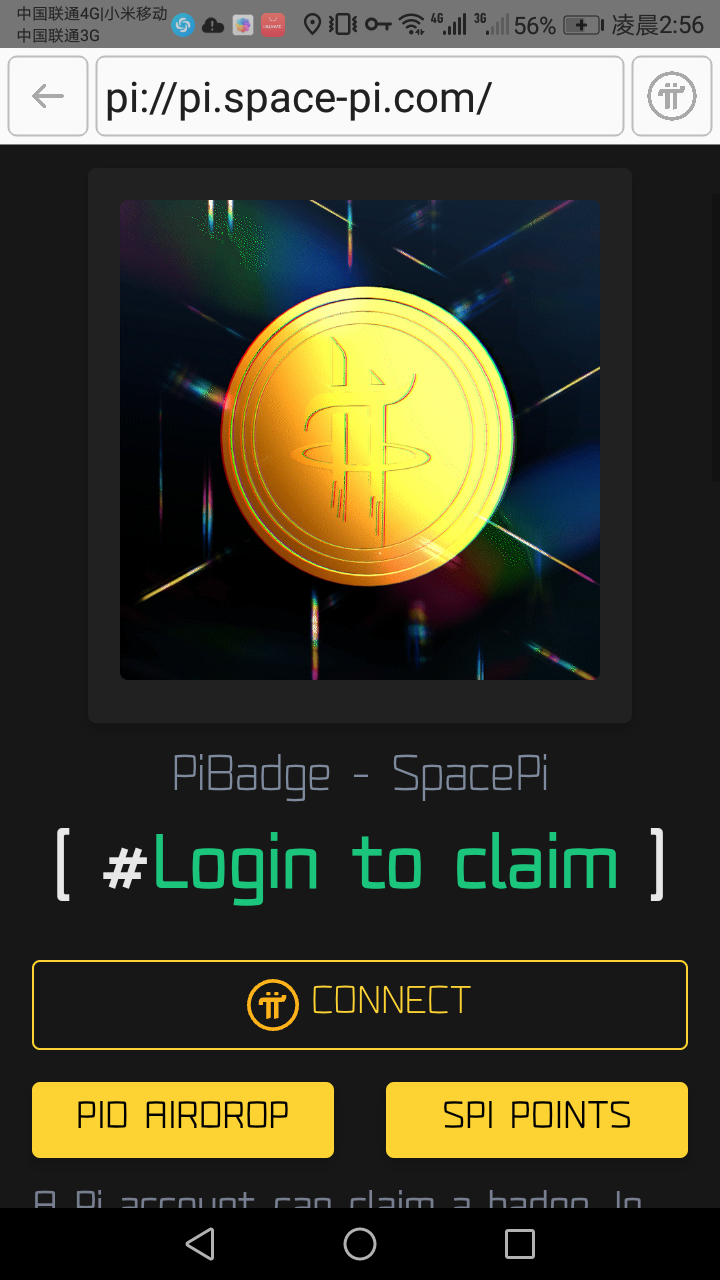 中国联通4G|小米移动
中国联通3G
4G
3G
56%
凌晨2:56
pi://pi.space-pi.com/
PiBadge - SpacePi
[ #Login to claim ]
CONNECT
PID AIRDROP
SPI POINTS
A Pi account can claim a badge. In